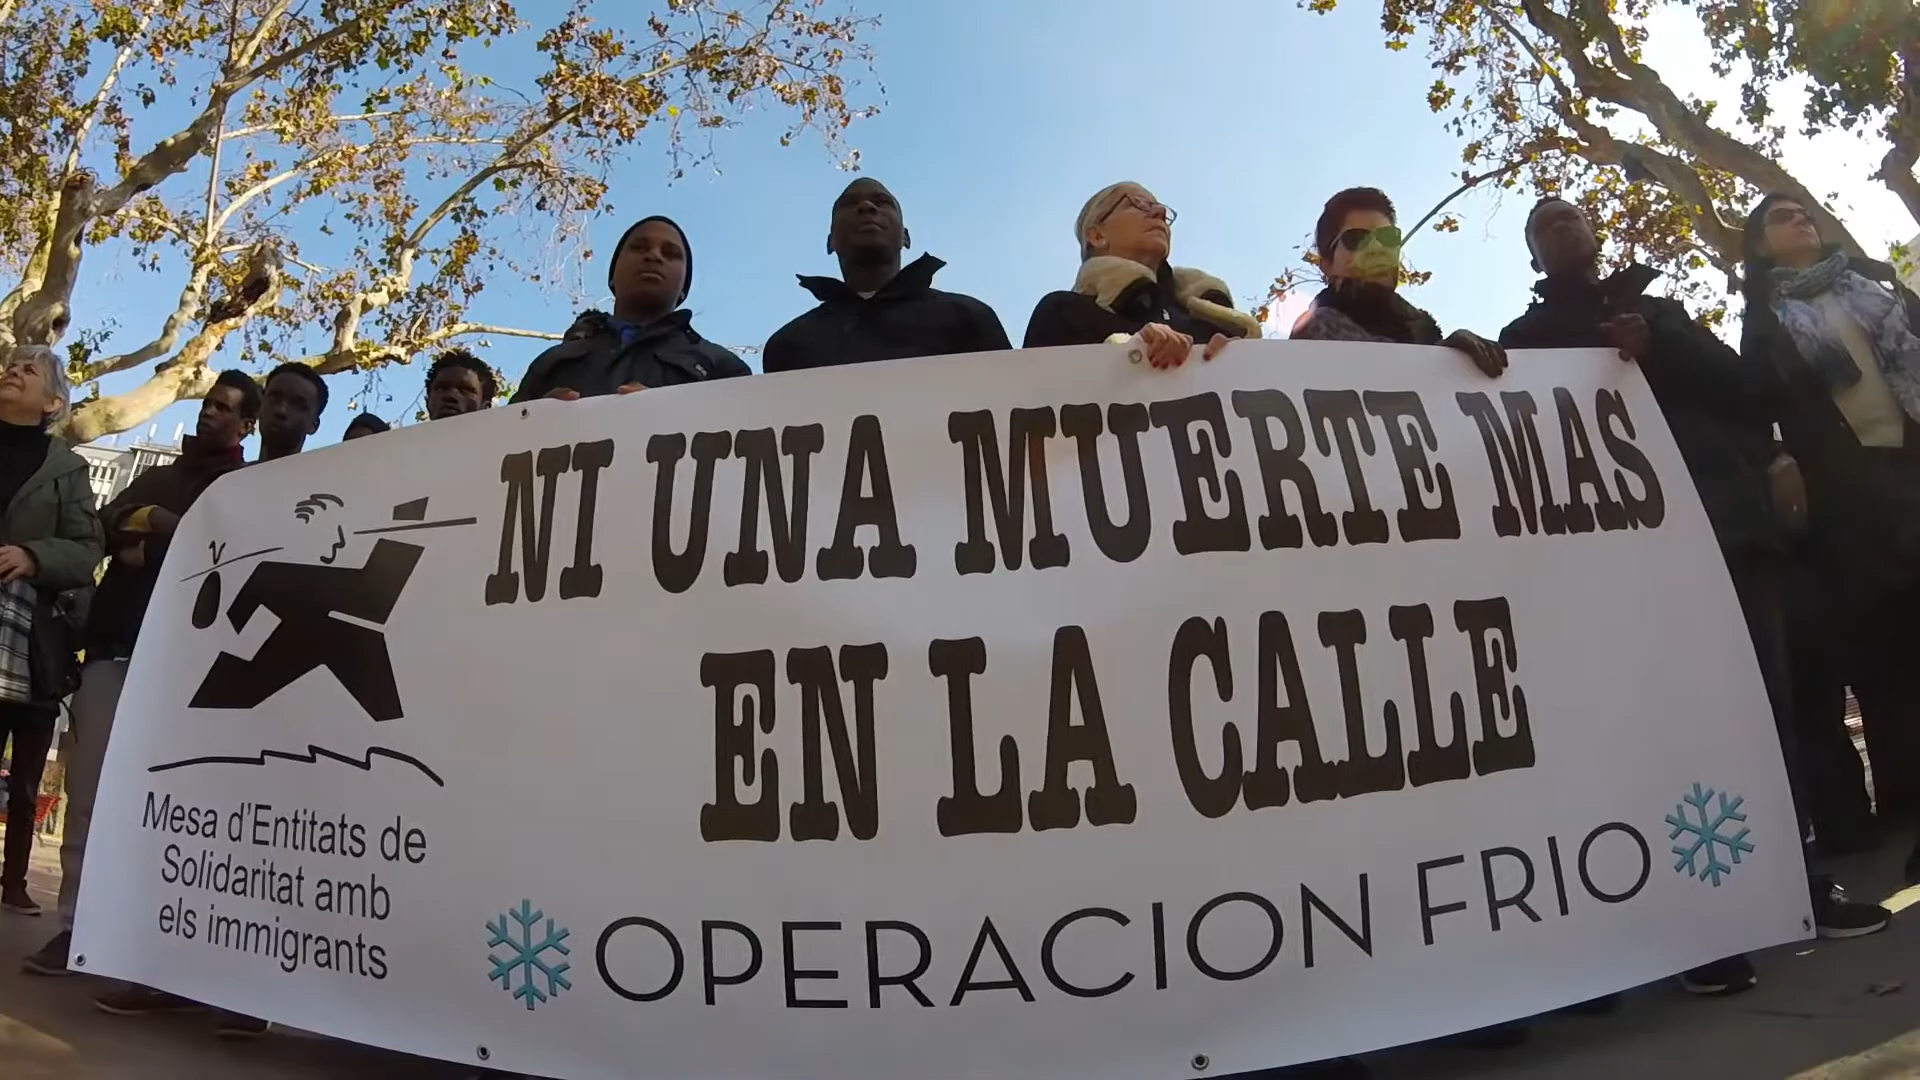 NI UNA MUERTE MAS
EN LA CALLE
Mesa d'Entitats de
Solidaritat amb
els immigrants
OPERACION FRIO